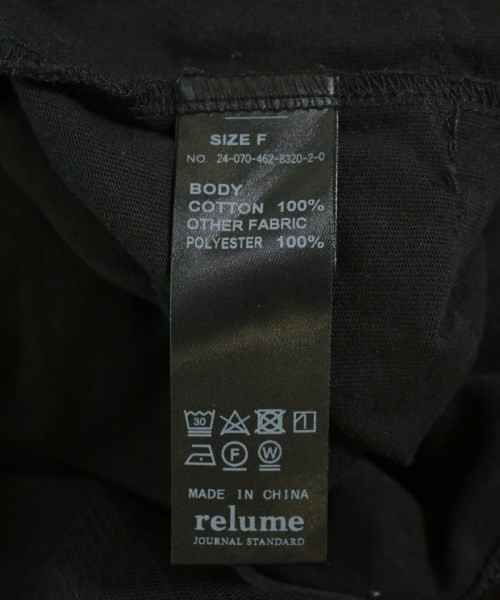 SIZE F
NO. 24-070-462-8320-2-0
BODY
COTTON 100%
OTHER FABRIC
POLYESTER 100%
30
F W
MADE IN CHINA
relume
JOURNAL STANDARD